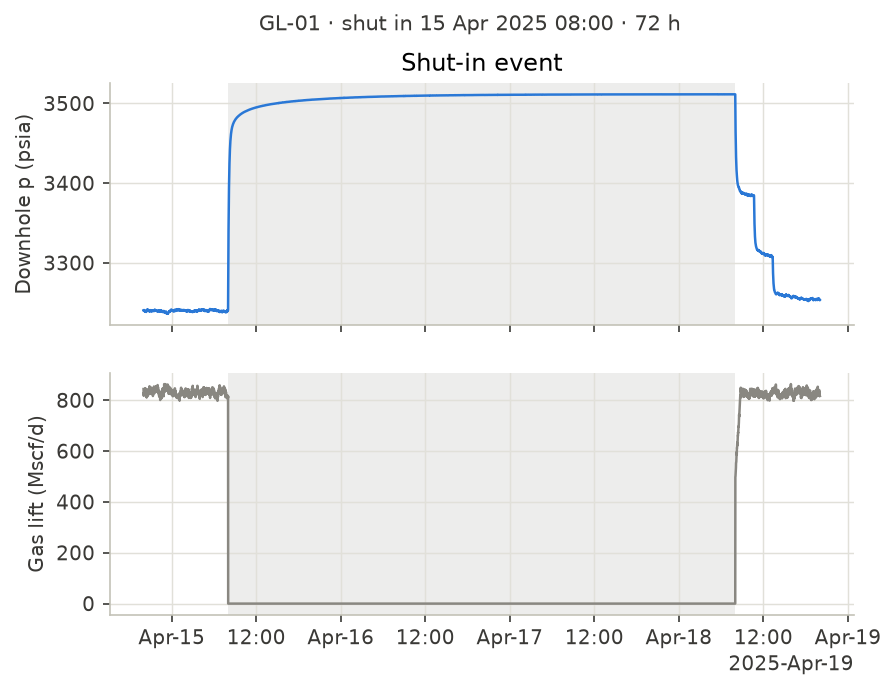 GL-01 · shut in 15 Apr 2025 08:00 · 72 h
Shut-in event
Downhole p (psia)
3500
3400
3300
Gas lift (Mscf/d)
800
600
400
200
0
Apr-15 12:00 Apr-16 12:00 Apr-17 12:00 Apr-18 12:00 Apr-19
2025-Apr-19